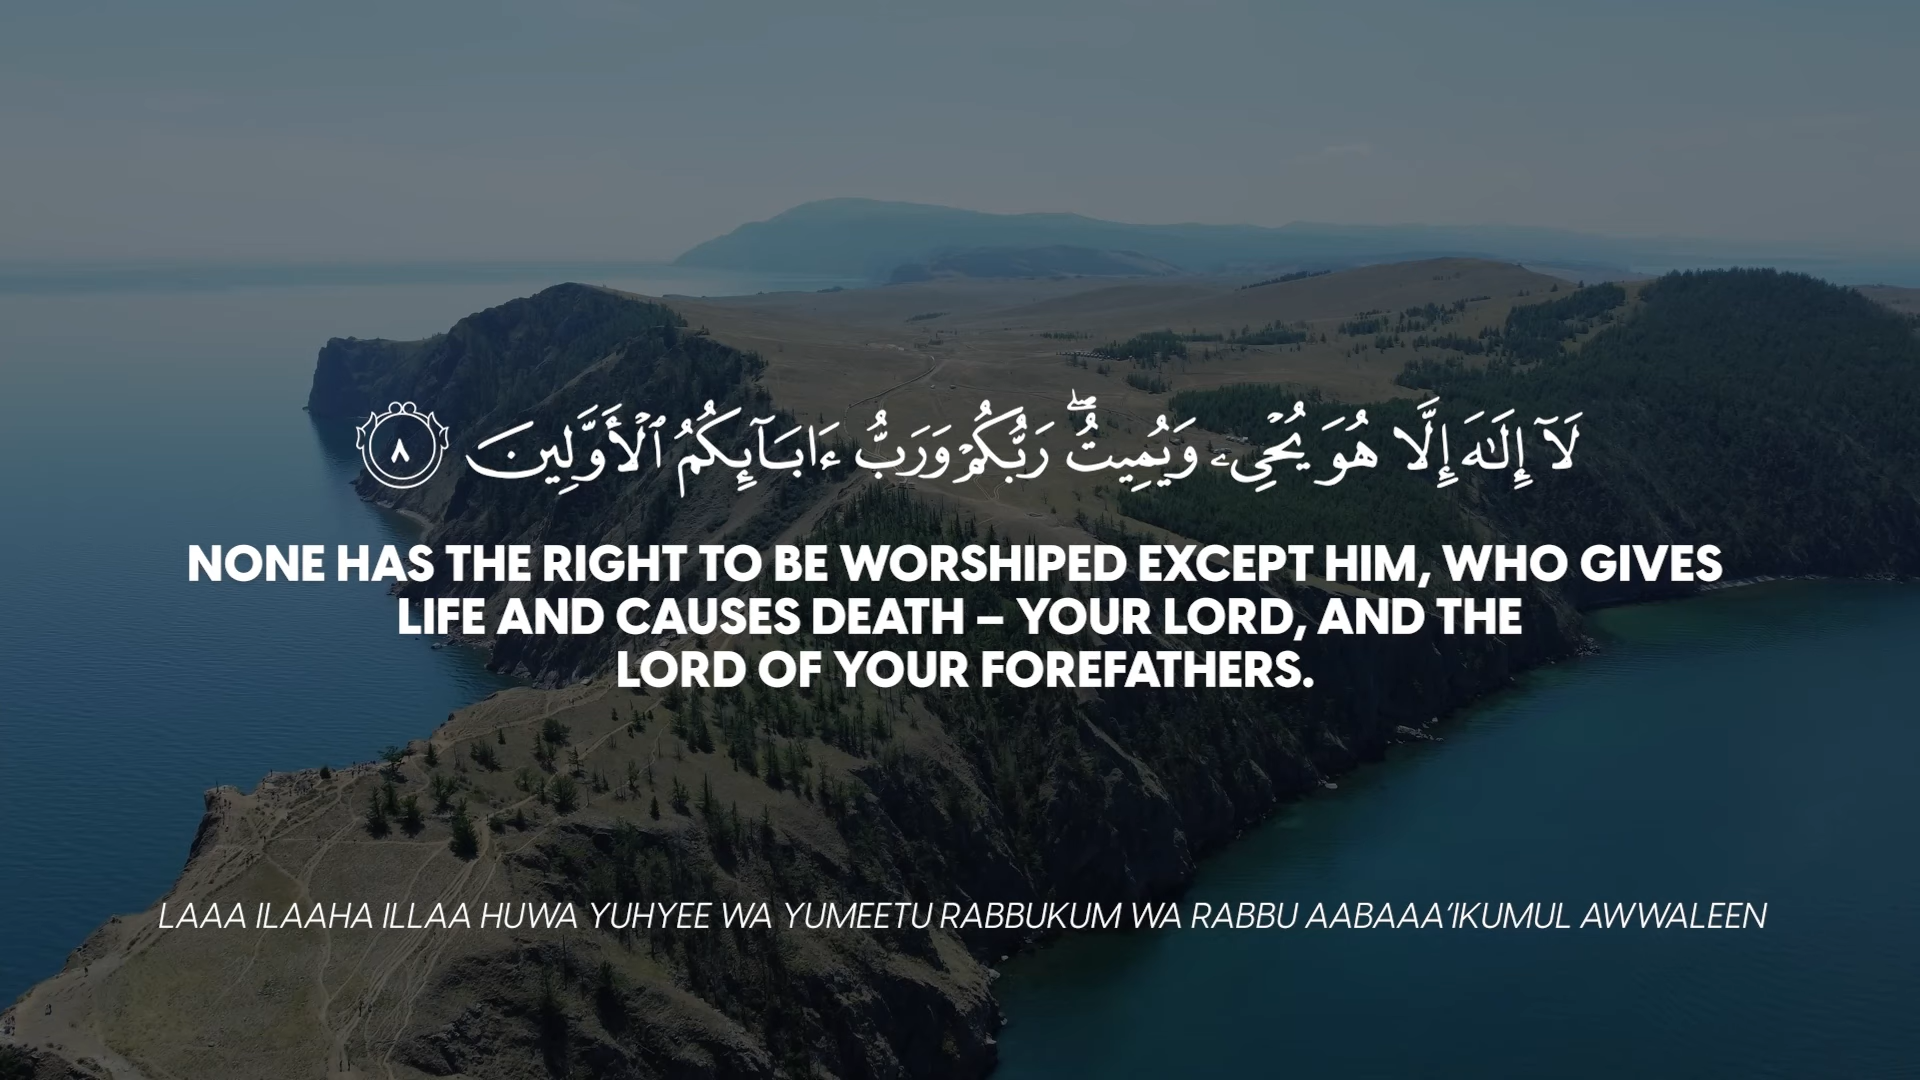 لَآ إِلَـٰهَ إِلَّا هُوَ يُحْىِۦ وَيُمِيتُ ۖ رَبُّكُمْ وَرَبُّ ءَابَآئِكُمُ ٱلْأَوَّلِينَ ٨
NONE HAS THE RIGHT TO BE WORSHIPED EXCEPT HIM, WHO GIVES
LIFE AND CAUSES DEATH – YOUR LORD, AND THE
LORD OF YOUR FOREFATHERS.
LAAA ILAAHA ILLAA HUWA YUHYEE WA YUMEETU RABBUKUM WA RABBU AABAAA‘IKUMUL AWWALEEN